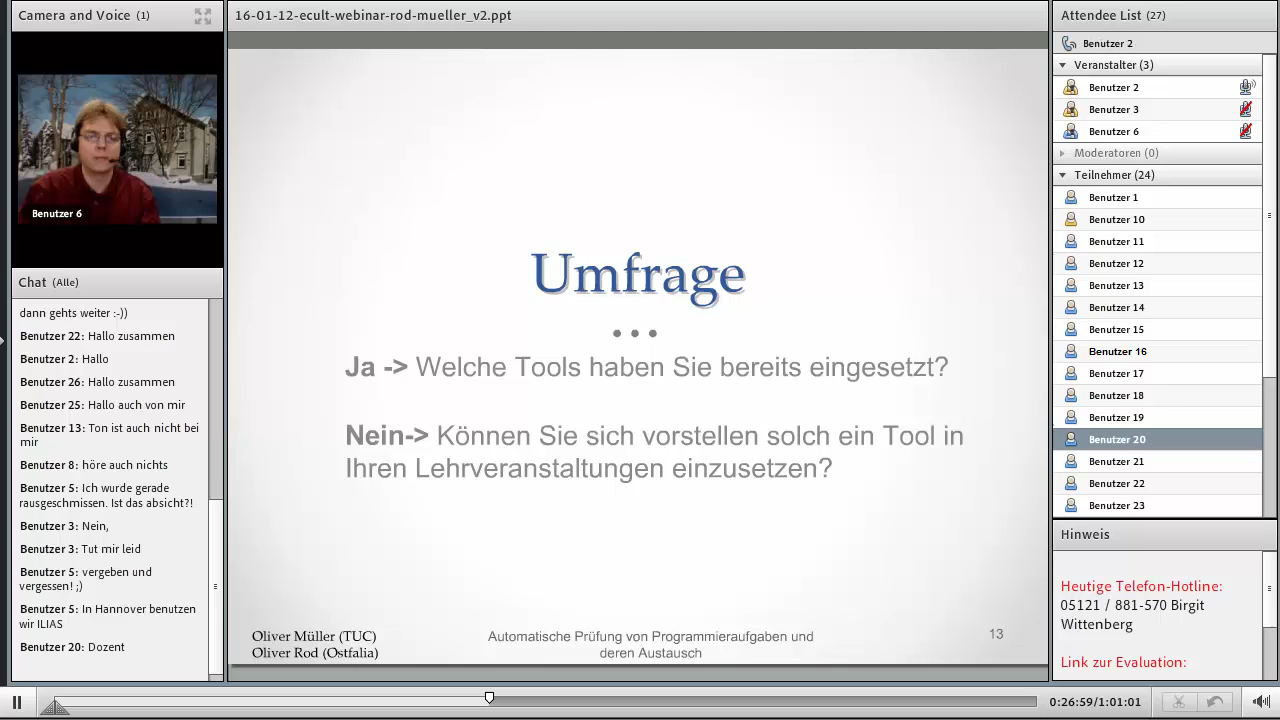 Camera and Voice (1)
Benutzer 6
Chat (Alle)
dann gehts weiter :-))
Benutzer 22: Hallo zusammen
Benutzer 2: Hallo
Benutzer 26: Hallo zusammen
Benutzer 25: Hallo auch von mir
Benutzer 13: Ton ist auch nicht bei
mir
Benutzer 8: höre auch nichts
Benutzer 5: Ich wurde gerade
rausgeschmissen. Ist das absicht?!
Benutzer 3: Nein,
Benutzer 3: Tut mir leid
Benutzer 5: vergeben und
vergessen! ;)
Benutzer 5: In Hannover benutzen
wir ILIAS
Benutzer 20: Dozent
16-01-12-ecult-webinar-rod-mueller_v2.ppt
Umfrage
• • •
Ja -> Welche Tools haben Sie bereits eingesetzt?
Nein-> Können Sie sich vorstellen solch ein Tool in
Ihren Lehrveranstaltungen einzusetzen?
Oliver Müller (TUC)
Oliver Rod (Ostfalia)
Automatische Prüfung von Programmieraufgaben und
deren Austausch
13
Attendee List (27)
Benutzer 2
Veranstalter (3)
Benutzer 2
Benutzer 3
Benutzer 6
Moderatoren (0)
Teilnehmer (24)
Benutzer 1
Benutzer 10
Benutzer 11
Benutzer 12
Benutzer 13
Benutzer 14
Benutzer 15
Benutzer 16
Benutzer 17
Benutzer 18
Benutzer 19
Benutzer 20
Benutzer 21
Benutzer 22
Benutzer 23
Hinweis
Heutige Telefon-Hotline:
05121 / 881-570 Birgit
Wittenberg
Link zur Evaluation:
0:26:59/1:01:01